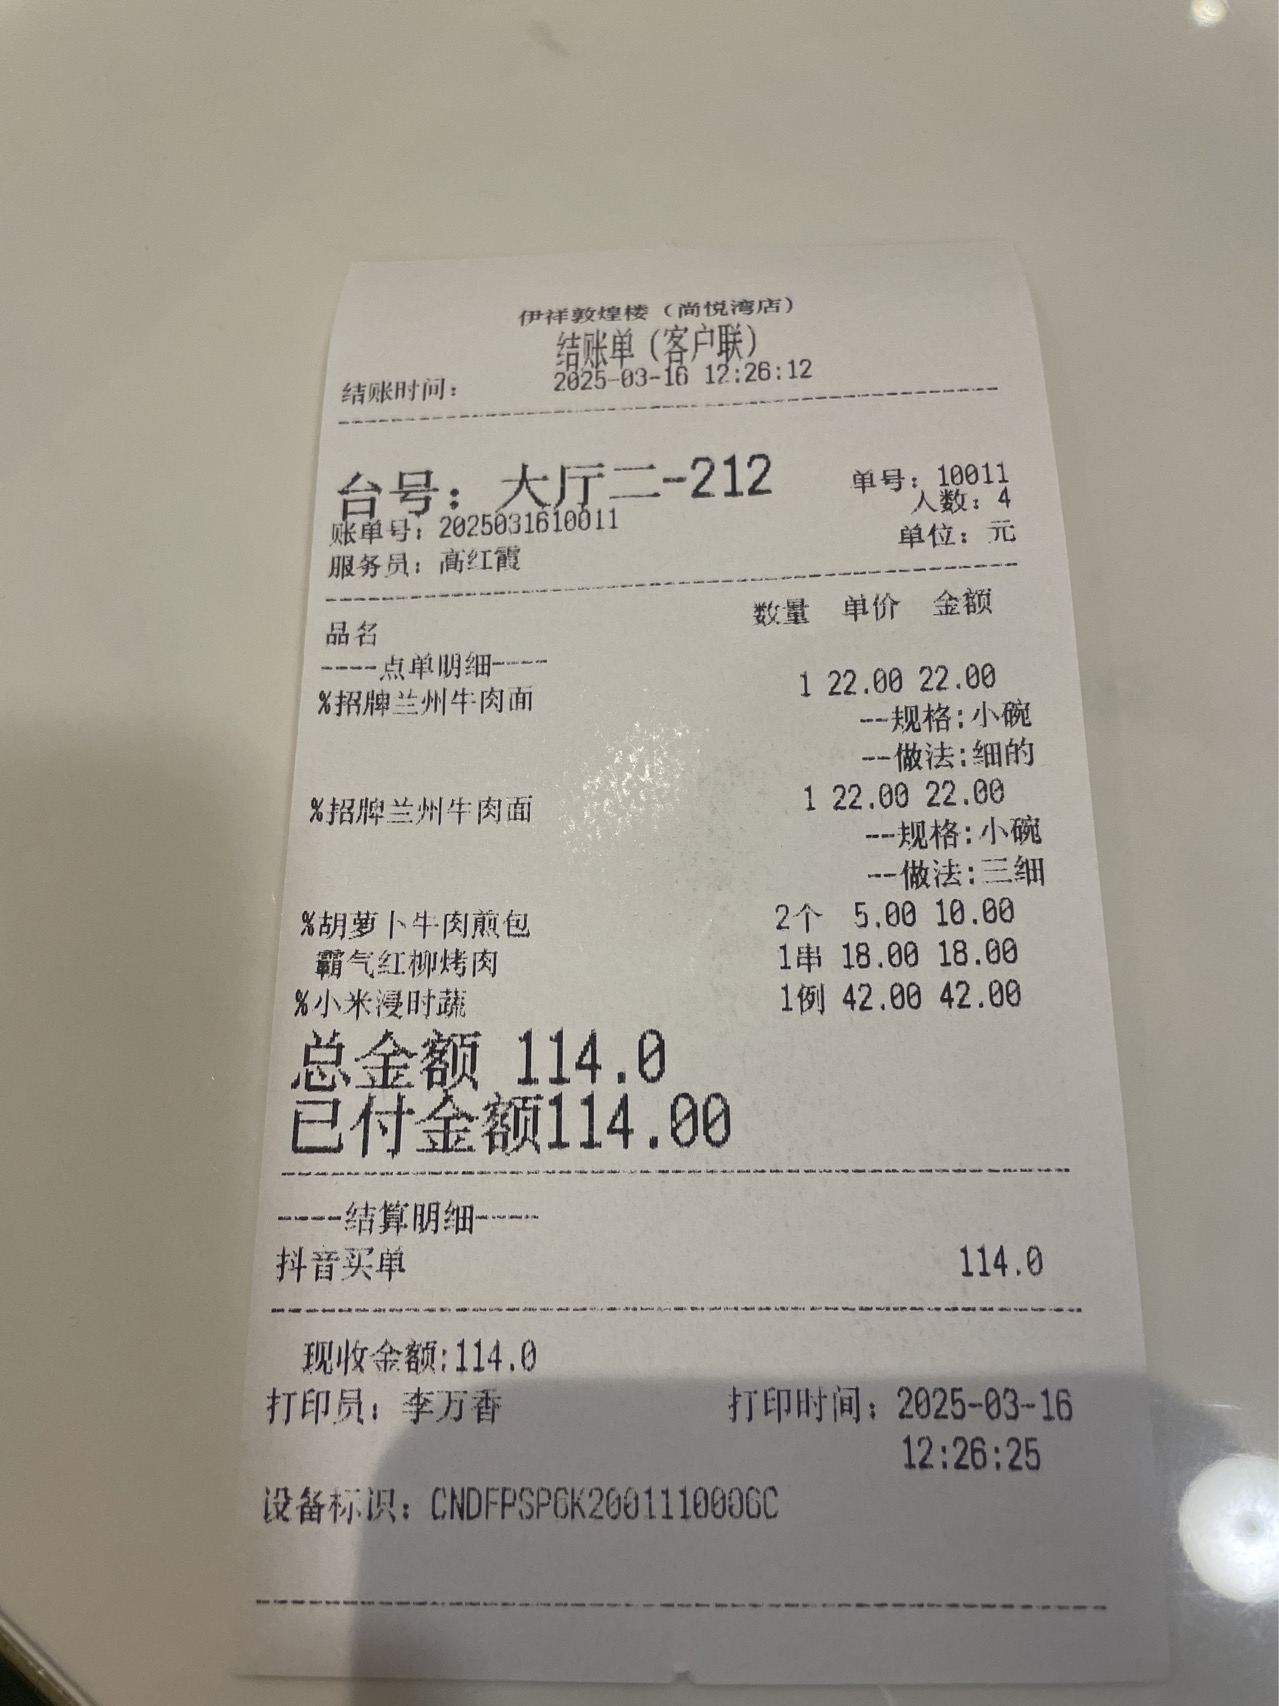 伊祥敦煌楼（尚悦湾店）
结账单（客户联）
结账时间： 2025-03-16 12:26:12
台号：大厅二-212 单号：10011
人数：4
账单号：2025031610011
单位：元
服务员：高红霞
品名 数量 单价 金额
----点单明细----
%招牌兰州牛肉面 1 22.00 22.00
--规格:小碗
--做法:细的
%招牌兰州牛肉面 1 22.00 22.00
--规格:小碗
--做法:三细
%胡萝卜牛肉煎包 2个 5.00 10.00
霸气红柳烤肉 1串 18.00 18.00
%小米浸时蔬 1例 42.00 42.00
总金额 114.0
已付金额114.00
----结算明细----
抖音买单 114.0
现收金额:114.0
打印员：李万香 打印时间：2025-03-16
12:26:25
设备标识：